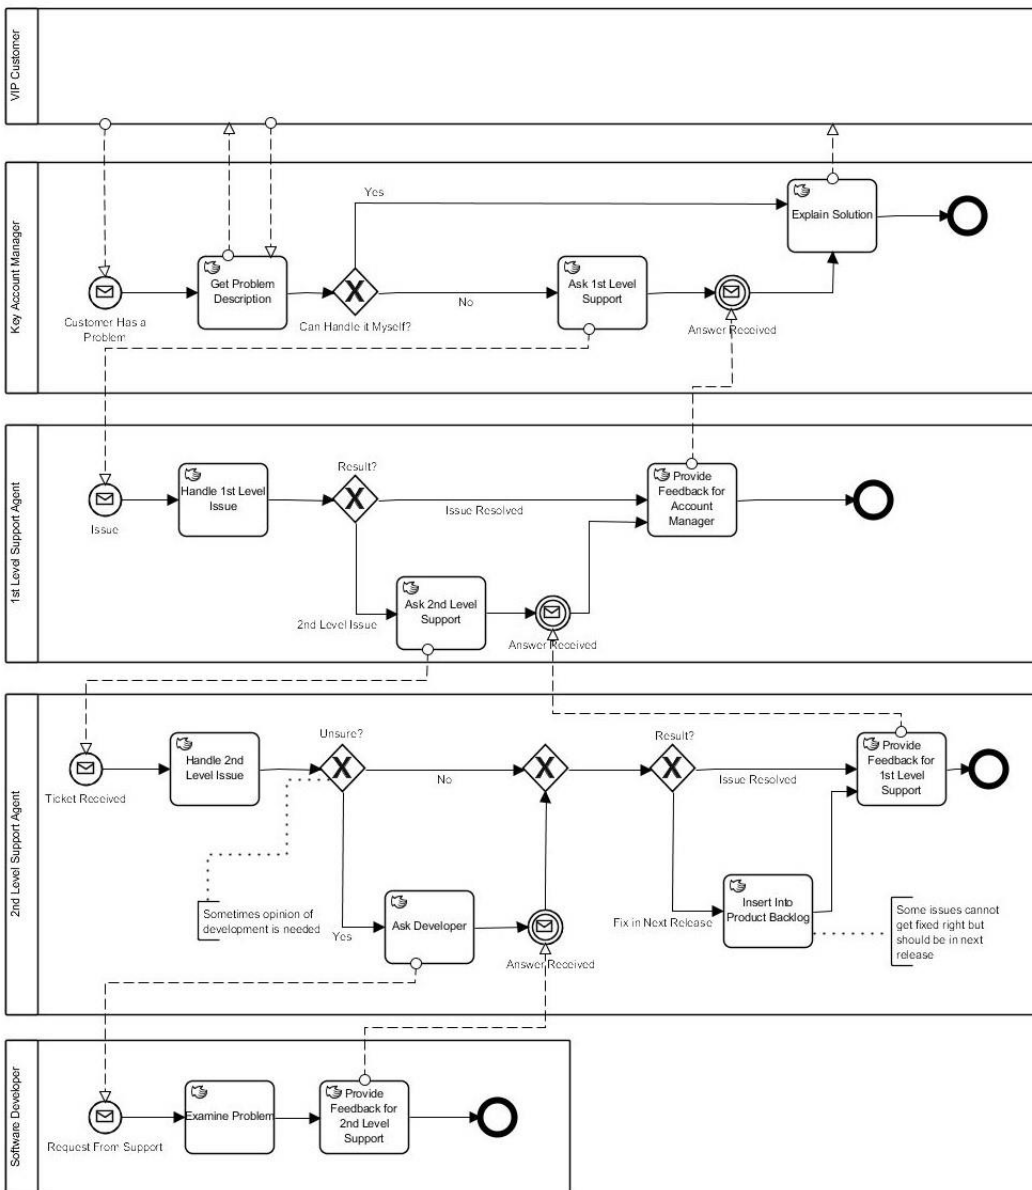 VIP Customer
Key Account Manager
Yes
Explain Solution
Get Problem
Description
Ask 1st Level
Support
No
Customer Has a
Problem
Can Handle it Myself?
Answer Received
1st Level Support Agent
Result?
Handle 1st Level
Issue
Provide
Feedback for
Account
Manager
Issue Resolved
Issue
Ask 2nd Level
Support
2nd Level Issue
Answer Received
2nd Level Support Agent
Unsure?
Result?
Handle 2nd
Level Issue
Provide
Feedback for
1st Level
Support
No
Issue Resolved
Ticket Received
Sometimes opinion of
development is needed
Yes
Ask Developer
Answer Received
Fix in Next Release
Insert Into
Product Backlog
Some issues cannot
get fixed right but
should be in next
release
Software Developer
Examine Problem
Provide
Feedback for
2nd Level
Support
Request From Support